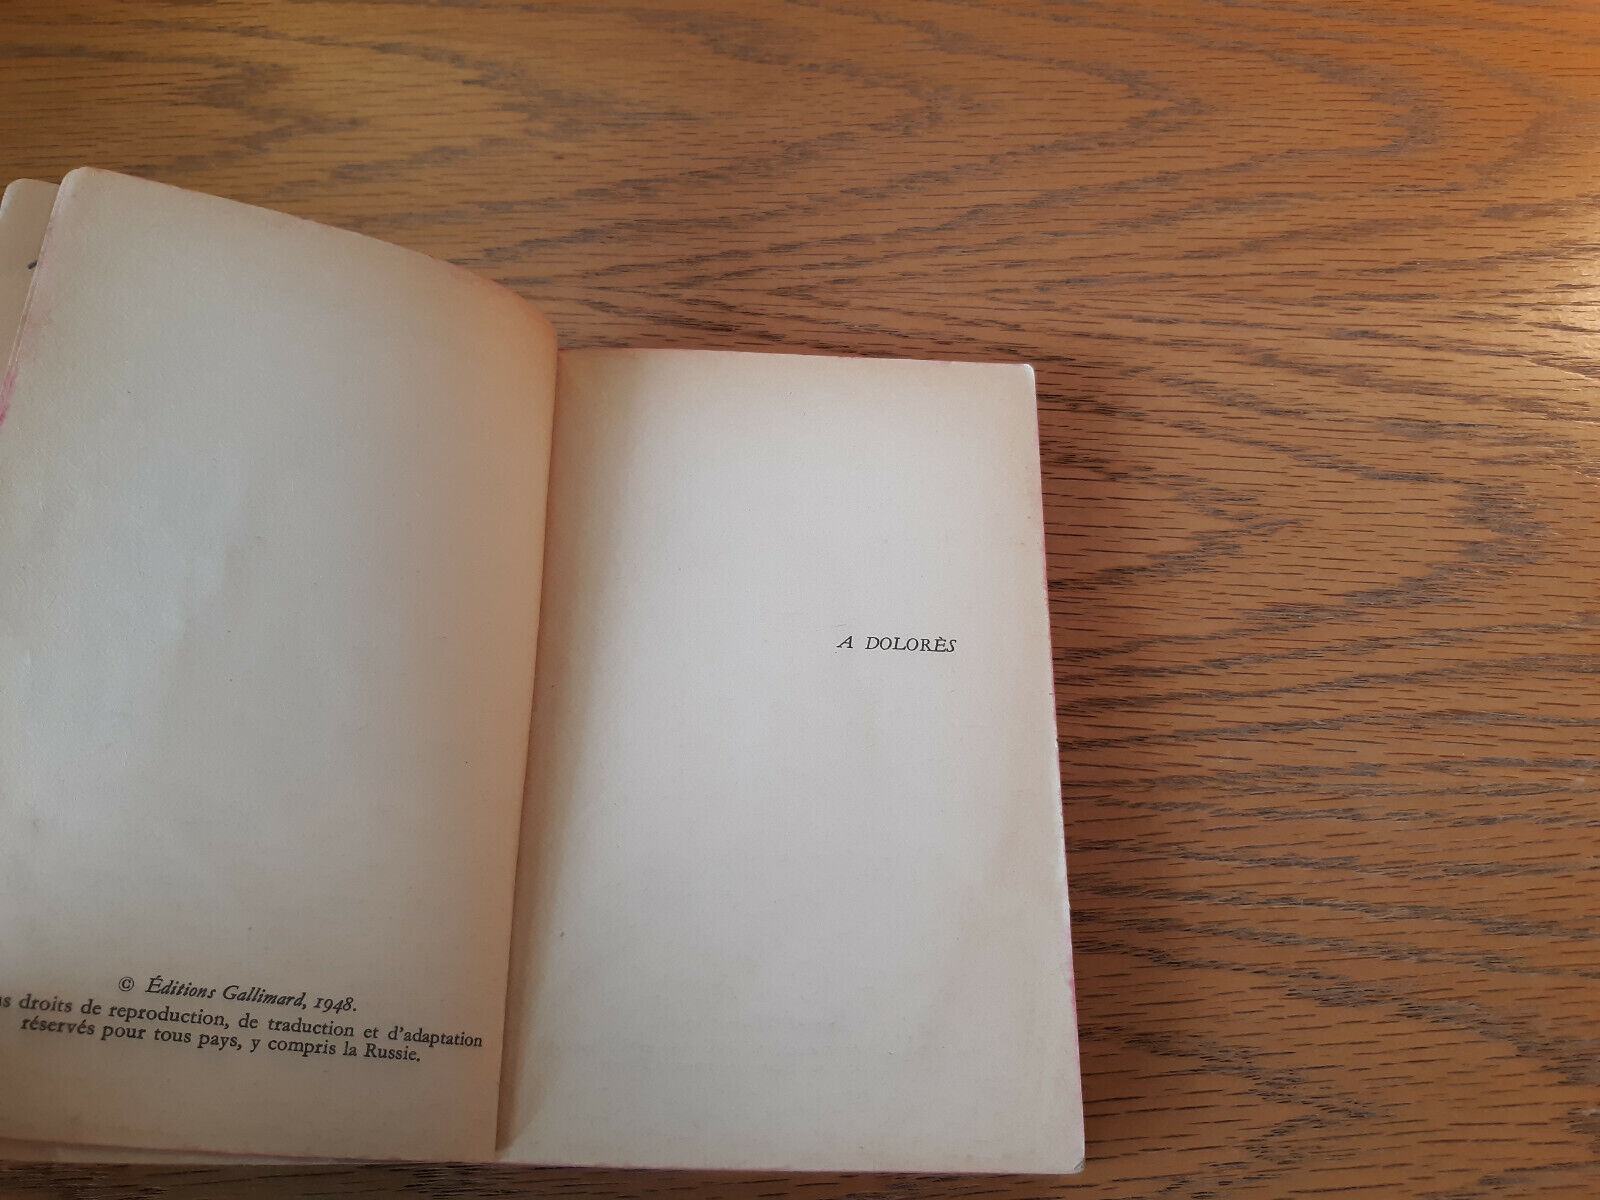 © Éditions Gallimard, 1948.
droits de reproduction, de traduction et d'adaptation
réservés pour tous pays, y compris la Russie.
A DOLORÈS